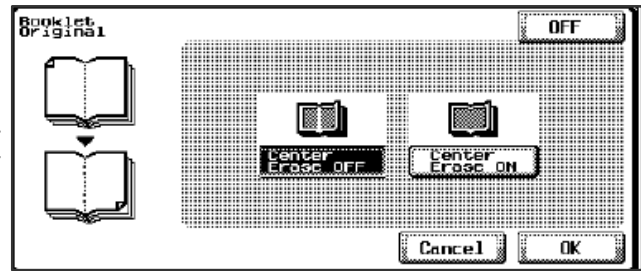 Booklet
Original
OFF
Center
Erase OFF
Center
Erase ON
Cancel
OK